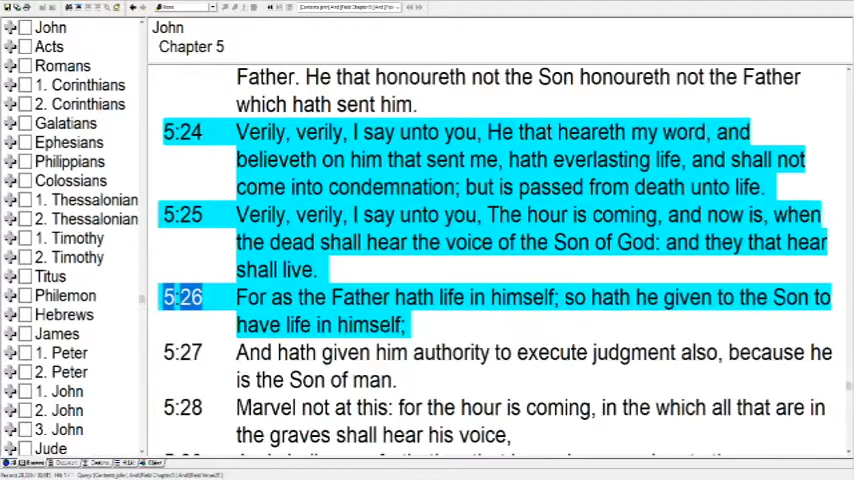 John
Acts
Romans
1. Corinthians
2. Corinthians
Galatians
Ephesians
Philippians
Colossians
1. Thessalonian
2. Thessalonian
1. Timothy
2. Timothy
Titus
Philemon
Hebrews
James
1. Peter
2. Peter
1. John
2. John
3. John
Jude
John
Chapter 5
Father. He that honoureth not the Son honoureth not the Father
which hath sent him.
5:24 Verily, verily, I say unto you, He that heareth my word, and
believeth on him that sent me, hath everlasting life, and shall not
come into condemnation; but is passed from death unto life.
5:25 Verily, verily, I say unto you, The hour is coming, and now is, when
the dead shall hear the voice of the Son of God: and they that hear
shall live.
5:26 For as the Father hath life in himself; so hath he given to the Son to
have life in himself;
5:27 And hath given him authority to execute judgment also, because he
is the Son of man.
5:28 Marvel not at this: for the hour is coming, in the which all that are in
the graves shall hear his voice,